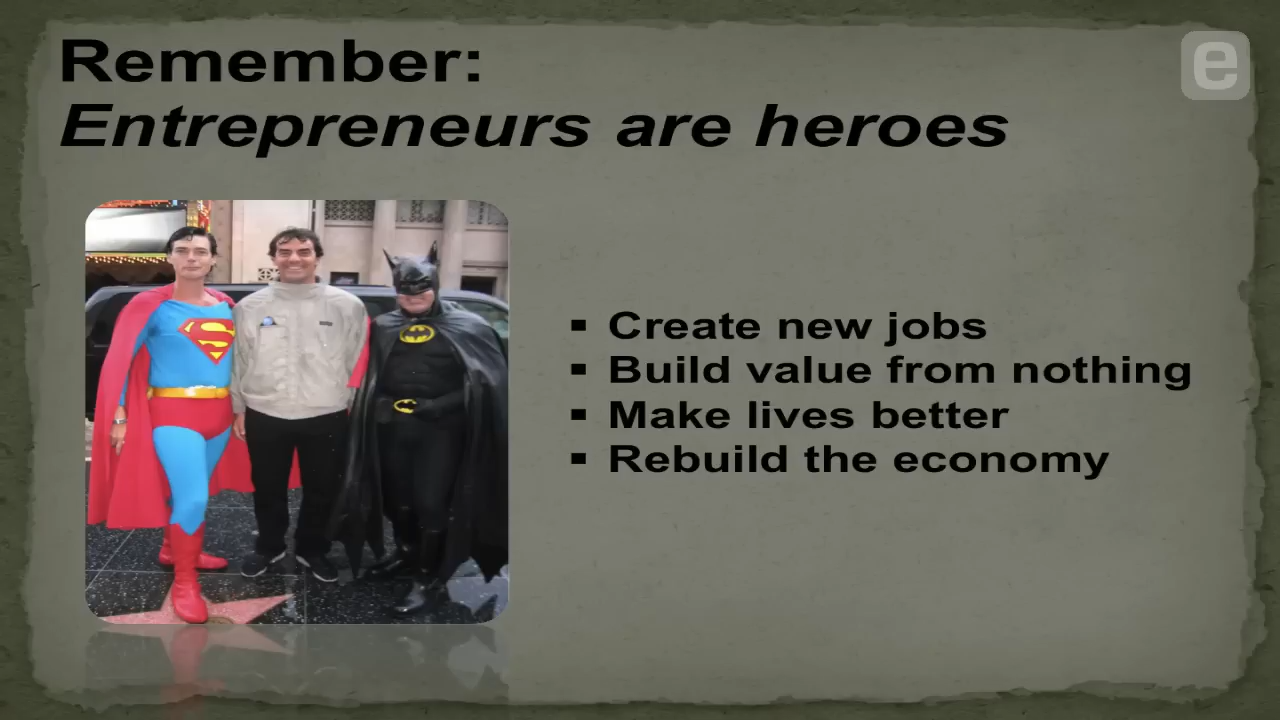 Remember:
Entrepreneurs are heroes
e
▪ Create new jobs
▪ Build value from nothing
▪ Make lives better
▪ Rebuild the economy